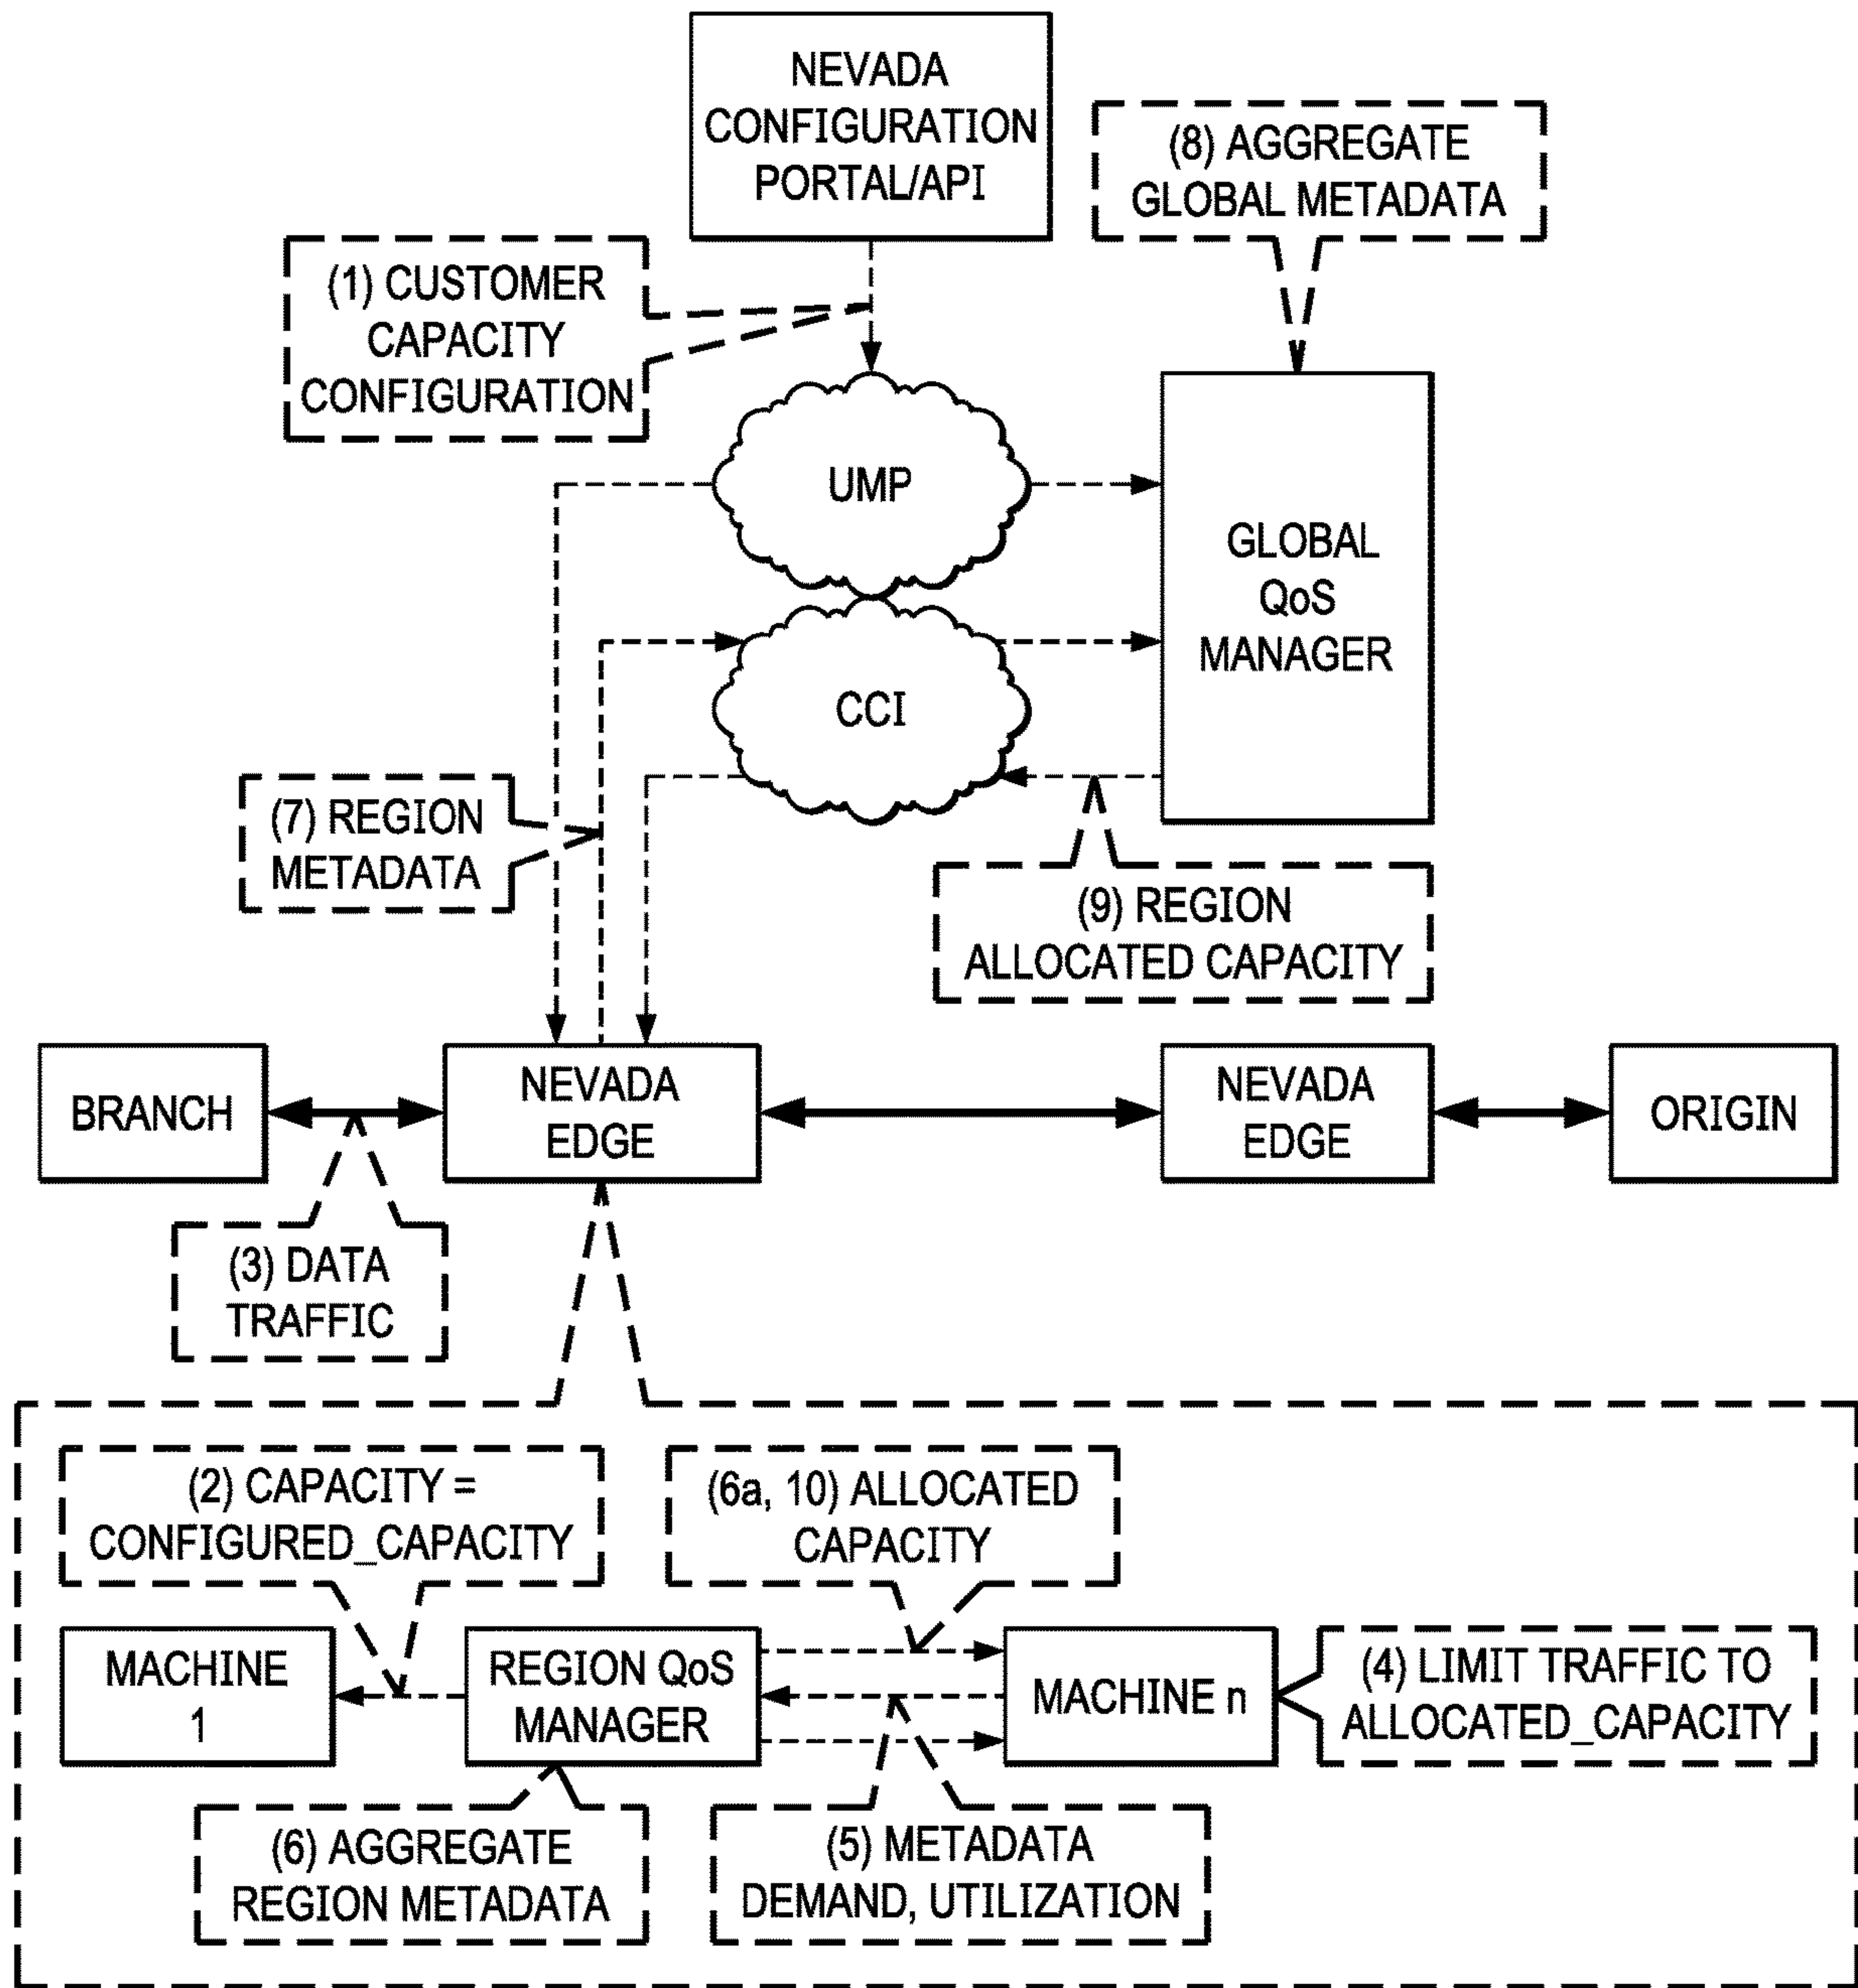 NEVADA
CONFIGURATION
PORTAL/API
(8) AGGREGATE
GLOBAL METADATA
(1) CUSTOMER
CAPACITY
CONFIGURATION
UMP
GLOBAL
QoS
MANAGER
CCI
(7) REGION
METADATA
(9) REGION
ALLOCATED CAPACITY
BRANCH
NEVADA
EDGE
NEVADA
EDGE
ORIGIN
(3) DATA
TRAFFIC
(2) CAPACITY =
CONFIGURED_CAPACITY
(6a, 10) ALLOCATED
CAPACITY
MACHINE
1
REGION QoS
MANAGER
MACHINE n
(4) LIMIT TRAFFIC TO
ALLOCATED_CAPACITY
(6) AGGREGATE
REGION METADATA
(5) METADATA
DEMAND, UTILIZATION